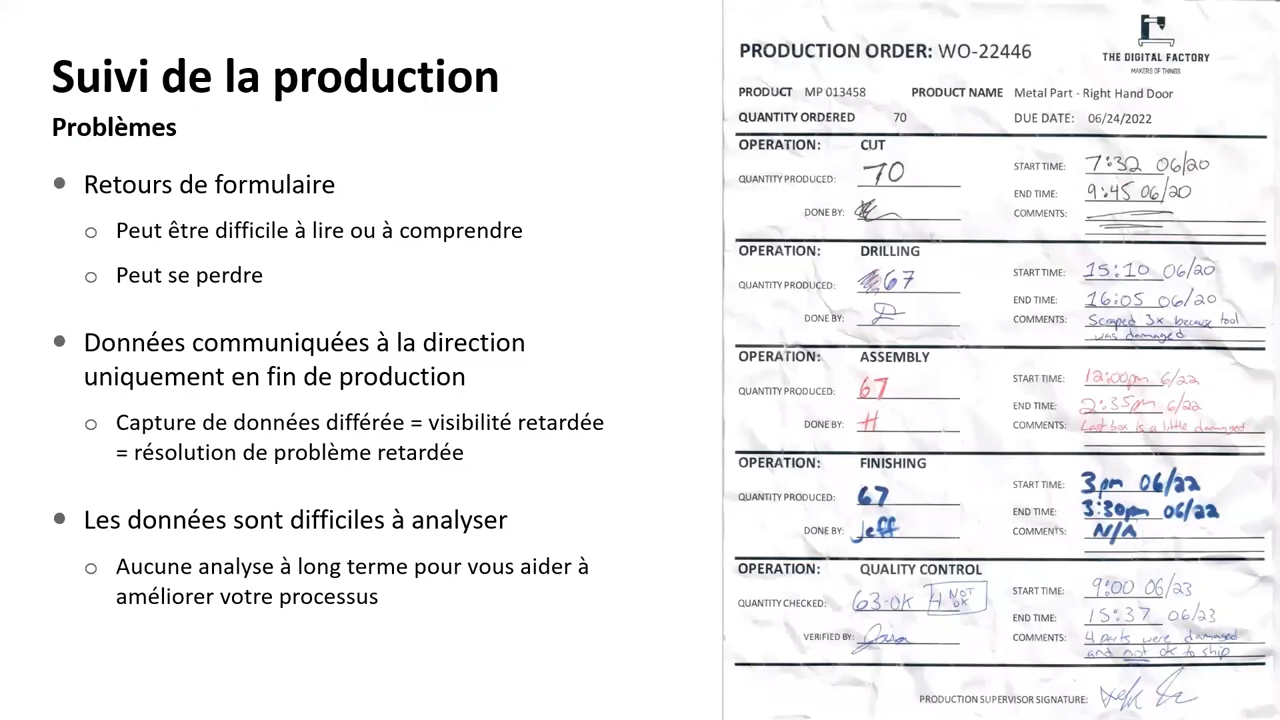 Suivi de la production
Problèmes
Retours de formulaire
Peut être difficile à lire ou à comprendre
Peut se perdre
Données communiquées à la direction
uniquement en fin de production
Capture de données différée = visibilité retardée
= résolution de problème retardée
Les données sont difficiles à analyser
Aucune analyse à long terme pour vous aider à
améliorer votre processus
THE DIGITAL FACTORY
MAKERS OF THINGS
PRODUCTION ORDER: WO-22446
PRODUCT MP 013458 PRODUCT NAME Metal Part - Right Hand Door
QUANTITY ORDERED 70 DUE DATE: 06/24/2022
OPERATION: CUT
QUANTITY PRODUCED: 70
START TIME: 7:32 06/20
END TIME: 9:45 06/20
DONE BY:
COMMENTS:
OPERATION: DRILLING
QUANTITY PRODUCED: 67
START TIME: 15:10 06/20
END TIME: 16:05 06/20
DONE BY:
COMMENTS: Scraped 3x because tool
was damaged
OPERATION: ASSEMBLY
QUANTITY PRODUCED: 67
START TIME: 12:00pm 6/22
END TIME: 2:35pm 6/22
DONE BY: H
COMMENTS: Last box is a little damaged
OPERATION: FINISHING
QUANTITY PRODUCED: 67
START TIME: 3pm 06/22
END TIME: 3:30pm 06/22
DONE BY: Jeff
COMMENTS: N/A
OPERATION: QUALITY CONTROL
QUANTITY CHECKED: 63-OK 4 NOT OK
START TIME: 9:00 06/23
END TIME: 15:37 06/23
VERIFIED BY:
COMMENTS: 4 parts were damaged
and not ok to ship
PRODUCTION SUPERVISOR SIGNATURE: